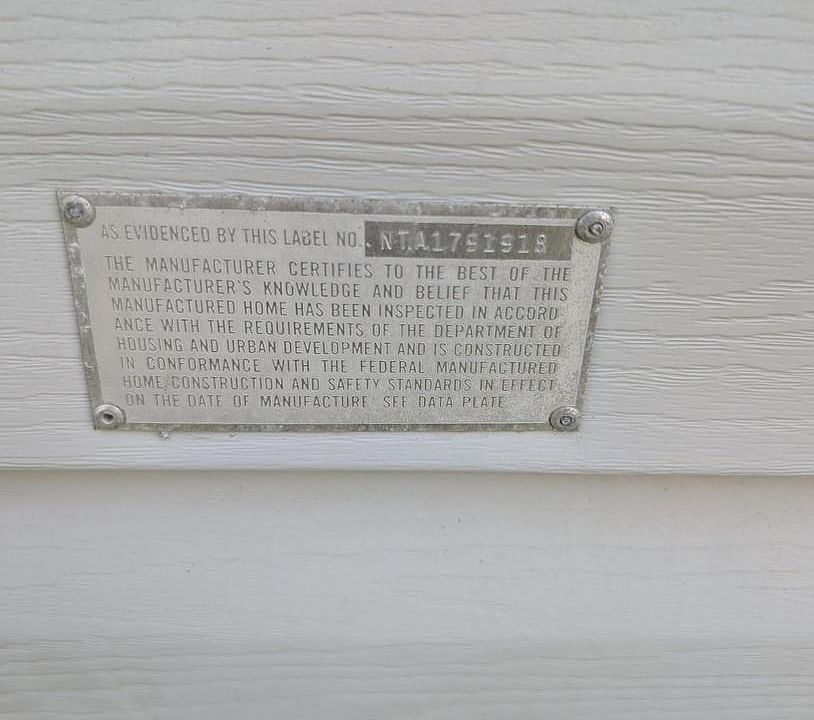 AS EVIDENCED BY THIS LABEL NO. NTA1791918
THE MANUFACTURER CERTIFIES TO THE BEST OF THE
MANUFACTURER'S KNOWLEDGE AND BELIEF THAT THIS
MANUFACTURED HOME HAS BEEN INSPECTED IN ACCORD
ANCE WITH THE REQUIREMENTS OF THE DEPARTMENT OF
HOUSING AND URBAN DEVELOPMENT AND IS CONSTRUCTED
IN CONFORMANCE WITH THE FEDERAL MANUFACTURED
HOME CONSTRUCTION AND SAFETY STANDARDS IN EFFECT
ON THE DATE OF MANUFACTURE. SEE DATA PLATE